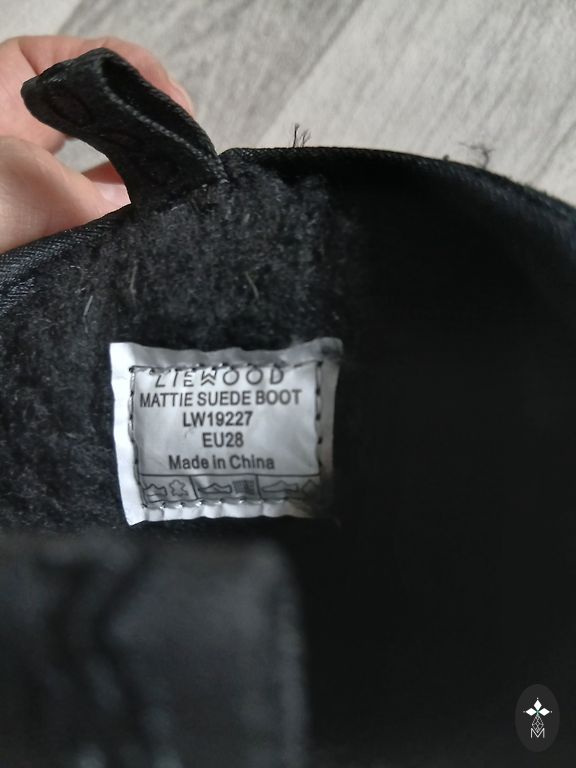 LIEWOOD
MATTIE SUEDE BOOT
LW19227
EU28
Made in China